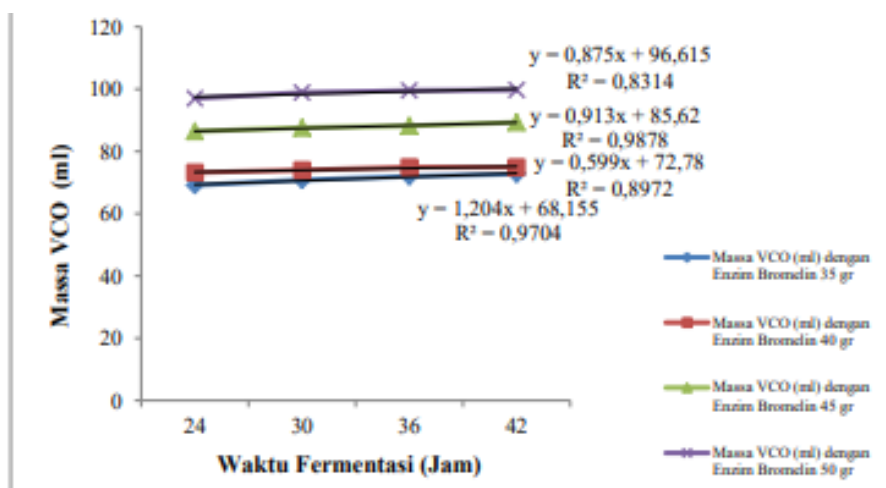 120
100
80
60
40
20
0
Massa VCO (ml)
y = 0,875x + 96,615
R² = 0,8314
y = 0,913x + 85,62
R² = 0,9878
y = 0,599x + 72,78
R² = 0,8972
y = 1,204x + 68,155
R² = 0,9704
24 30 36 42
Waktu Fermentasi (Jam)
Massa VCO (ml) dengan
Enzim Bromelin 35 gr
Massa VCO (ml) dengan
Enzim Bromelin 40 gr
Massa VCO (ml) dengan
Enzim Bromelin 45 gr
Massa VCO (ml) dengan
Enzim Bromelin 50 gr